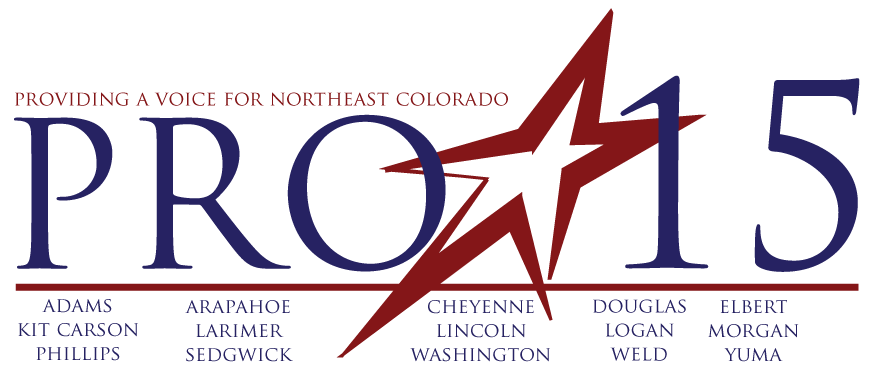 PROVIDING A VOICE FOR NORTHEAST COLORADO
PRO 15
ADAMS ARAPAHOE CHEYENNE DOUGLAS ELBERT
KIT CARSON LARIMER LINCOLN LOGAN MORGAN
PHILLIPS SEDGWICK WASHINGTON WELD YUMA